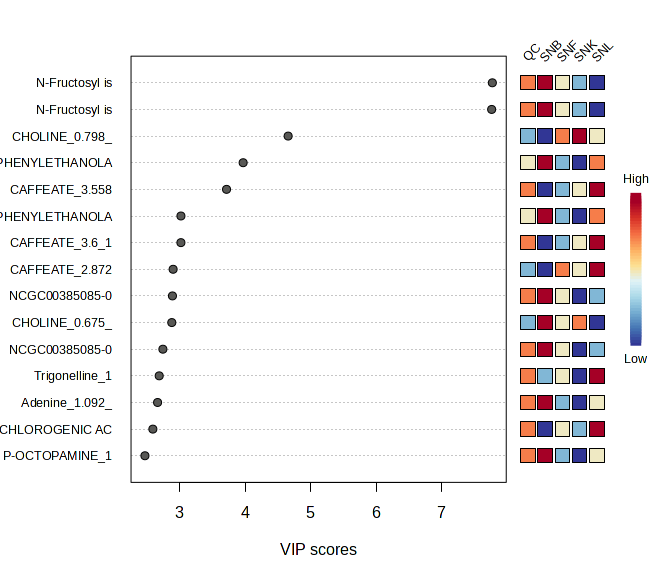 QC SNB SNF SNK SNL
N-Fructosyl is
N-Fructosyl is
CHOLINE_0.798_
PHENYLETHANOLA
CAFFEATE_3.558
PHENYLETHANOLA
CAFFEATE_3.6_1
CAFFEATE_2.872
NCGC00385085-0
CHOLINE_0.675_
NCGC00385085-0
Trigonelline_1
Adenine_1.092_
CHLOROGENIC AC
P-OCTOPAMINE_1
High
Low
3 4 5 6 7
VIP scores